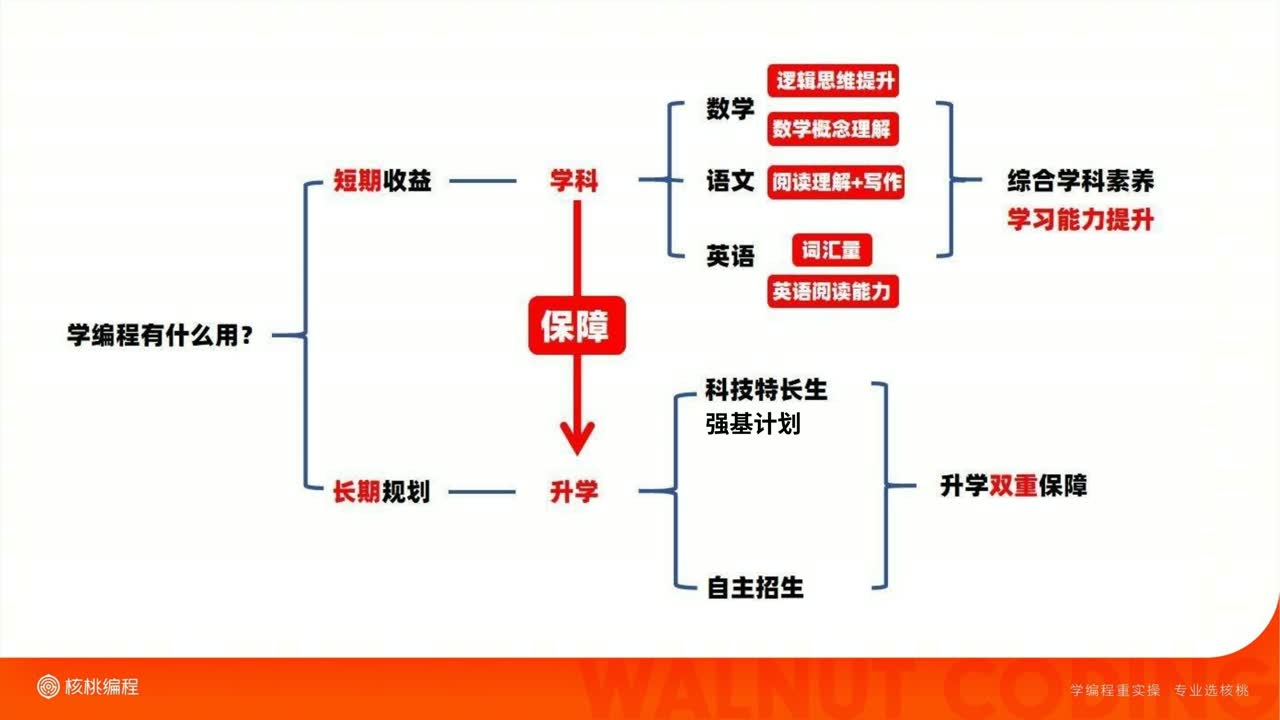 学编程有什么用?
短期收益
学科
数学
逻辑思维提升
数学概念理解
语文
阅读理解+写作
英语
词汇量
英语阅读能力
综合学科素养
学习能力提升
保障
长期规划
升学
科技特长生
强基计划
自主招生
升学双重保障
核桃编程
WALNUT CODING
学编程重实操 专业选核桃